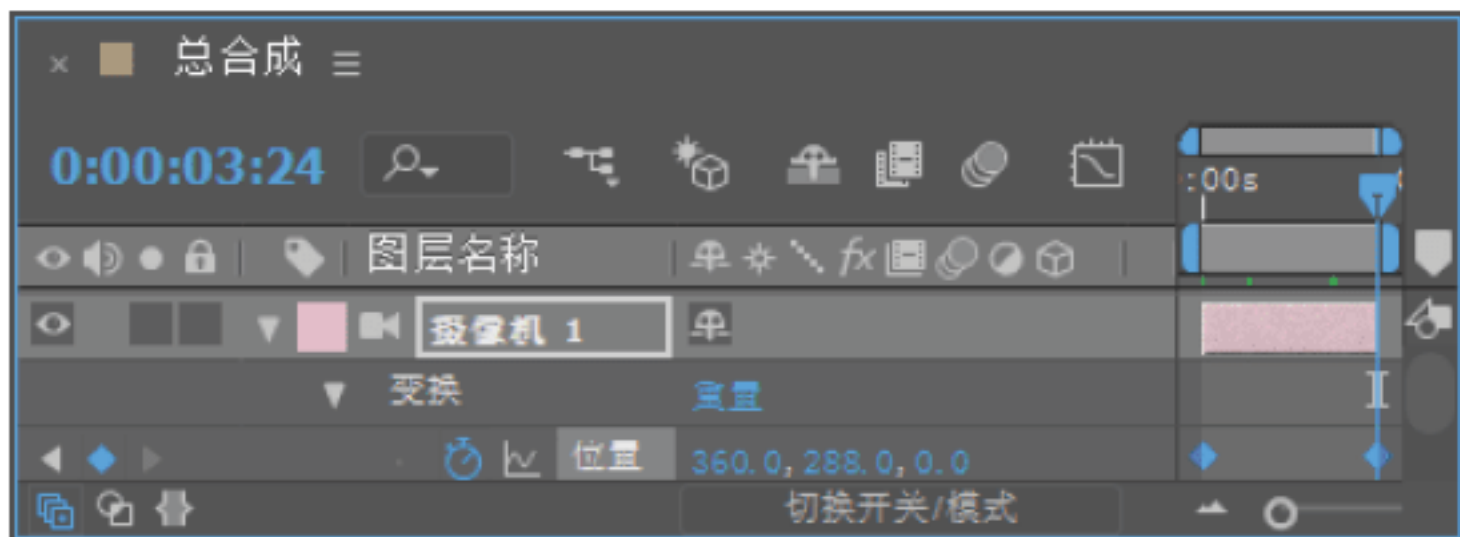 总合成
0:00:03:24
:00s
图层名称 fx
摄像机 1
变换 重置
位置 360.0, 288.0, 0.0
切换开关/模式